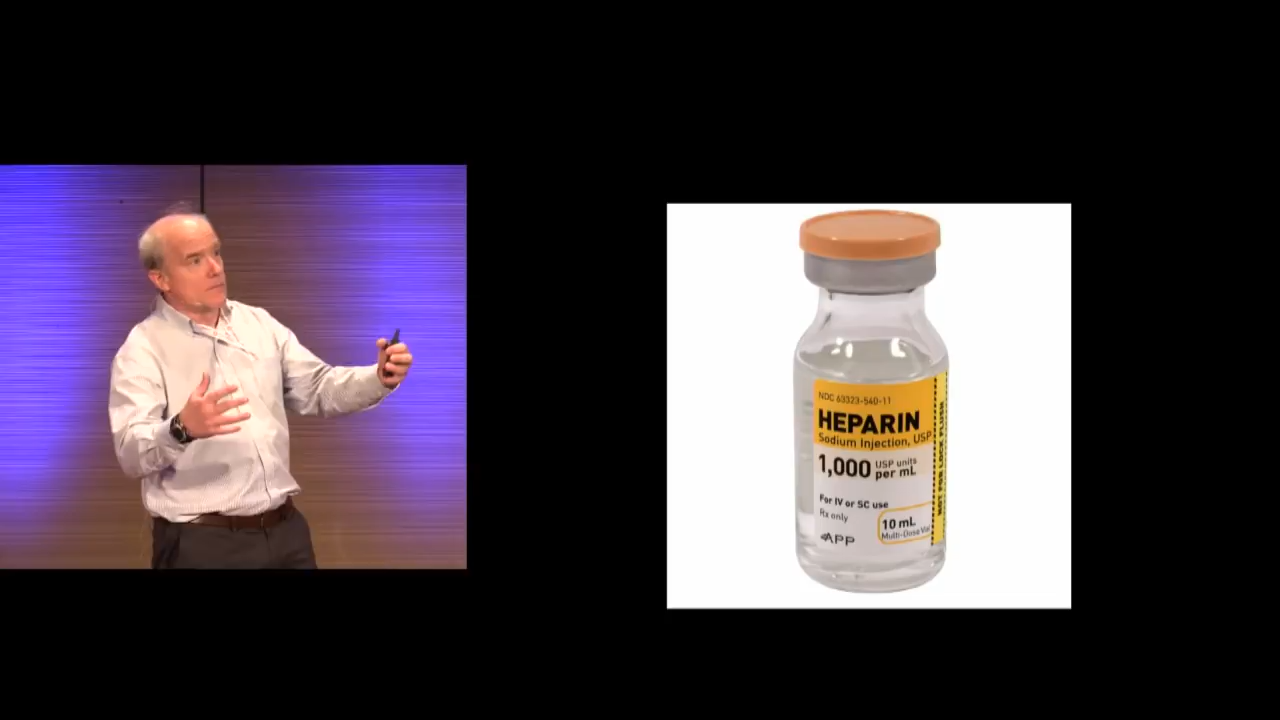 NDC 63323-540-11
HEPARIN
Sodium Injection, USP
1,000 USP units per mL
For IV or SC use
Rx only
10 mL
Multi-Dose Vial
APP
NOT FOR LOCK FLUSH